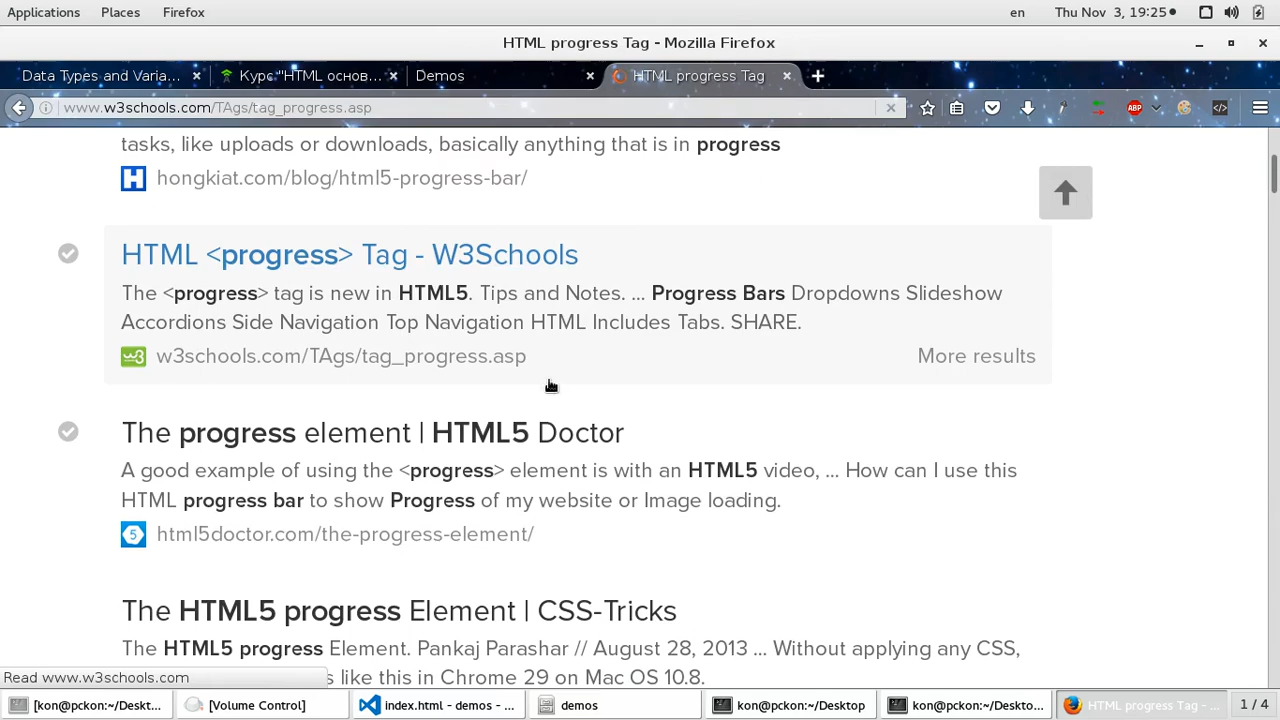 Applications Places Firefox en Thu Nov 3, 19:25
HTML progress Tag - Mozilla Firefox
Data Types and Varia... Курс "HTML основ... Demos HTML progress Tag
www.w3schools.com/TAgs/tag_progress.asp ABP
tasks, like uploads or downloads, basically anything that is in progress
hongkiat.com/blog/html5-progress-bar/
HTML <progress> Tag - W3Schools
The <progress> tag is new in HTML5. Tips and Notes. ... Progress Bars Dropdowns Slideshow
Accordions Side Navigation Top Navigation HTML Includes Tabs. SHARE.
w3schools.com/TAgs/tag_progress.asp More results
The progress element | HTML5 Doctor
A good example of using the <progress> element is with an HTML5 video, ... How can I use this
HTML progress bar to show Progress of my website or Image loading.
html5doctor.com/the-progress-element/
The HTML5 progress Element | CSS-Tricks
The HTML5 progress Element. Pankaj Parashar // August 28, 2013 ... Without applying any CSS,
s like this in Chrome 29 on Mac OS 10.8.
Read www.w3schools.com
[kon@pckon:~/Deskt... [Volume Control] index.html - demos - ... demos kon@pckon:~/Desktop kon@pckon:~/Deskto... HTML progress Tag - ... 1 / 4